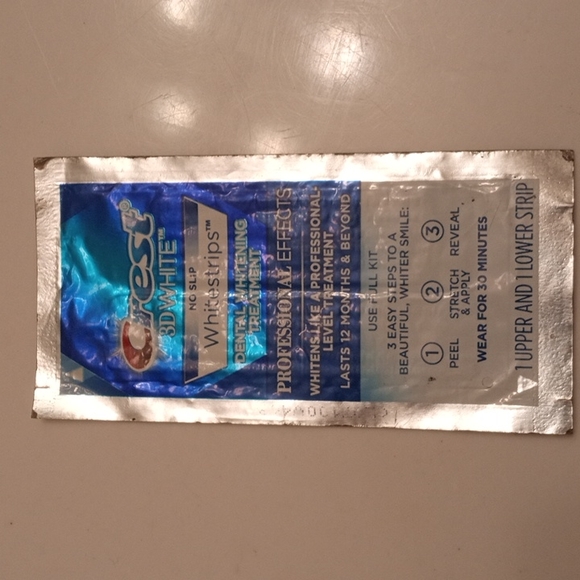 Crest®
3D WHITE™
NO SLIP
Whitestrips™
DENTAL WHITENING
TREATMENT
PROFESSIONAL EFFECTS
WHITENS LIKE A PROFESSIONAL-
LEVEL TREATMENT
LASTS 12 MONTHS & BEYOND
USE FULL KIT
3 EASY STEPS TO A
BEAUTIFUL, WHITER SMILE:
1 2 3
PEEL STRETCH & APPLY REVEAL
WEAR FOR 30 MINUTES
1 UPPER AND 1 LOWER STRIP